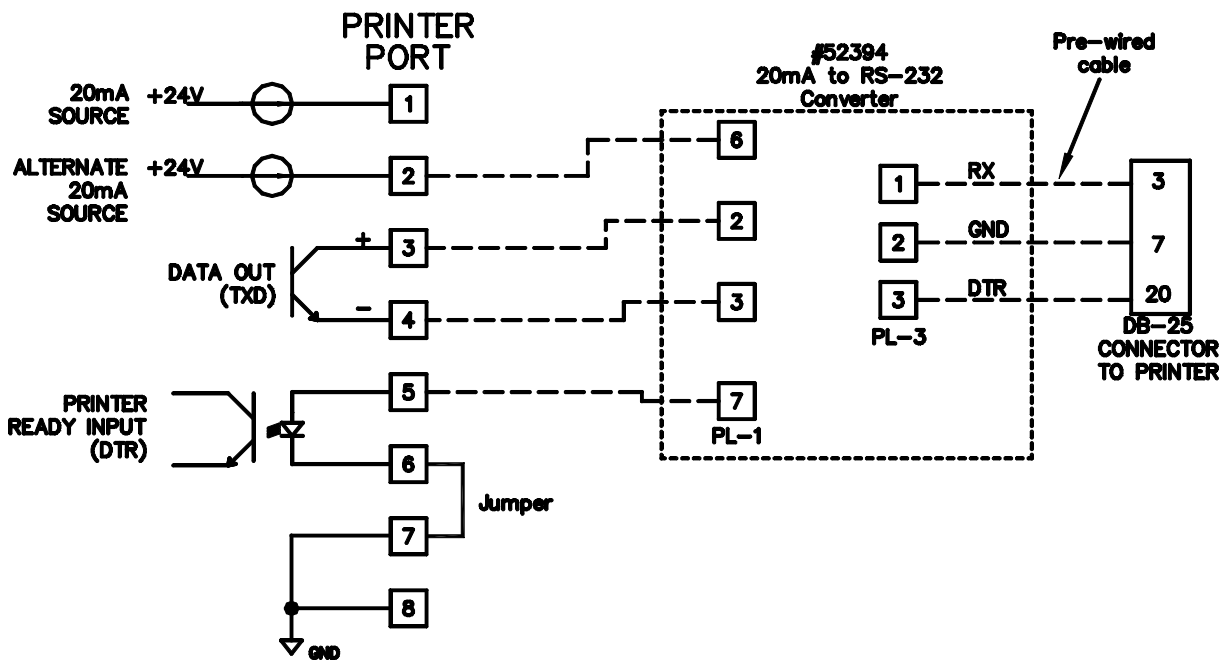 PRINTER
PORT
20mA +24V
SOURCE
1
ALTERNATE +24V
20mA
SOURCE
2
+
3
DATA OUT
(TXD)
-
4
PRINTER
READY INPUT
(DTR)
5
6
Jumper
7
8
GND
#52394
20mA to RS-232
Converter
6
2
3
7
PL-1
1
RX
2
GND
3
DTR
PL-3
Pre-wired
cable
3
7
20
DB-25
CONNECTOR
TO PRINTER